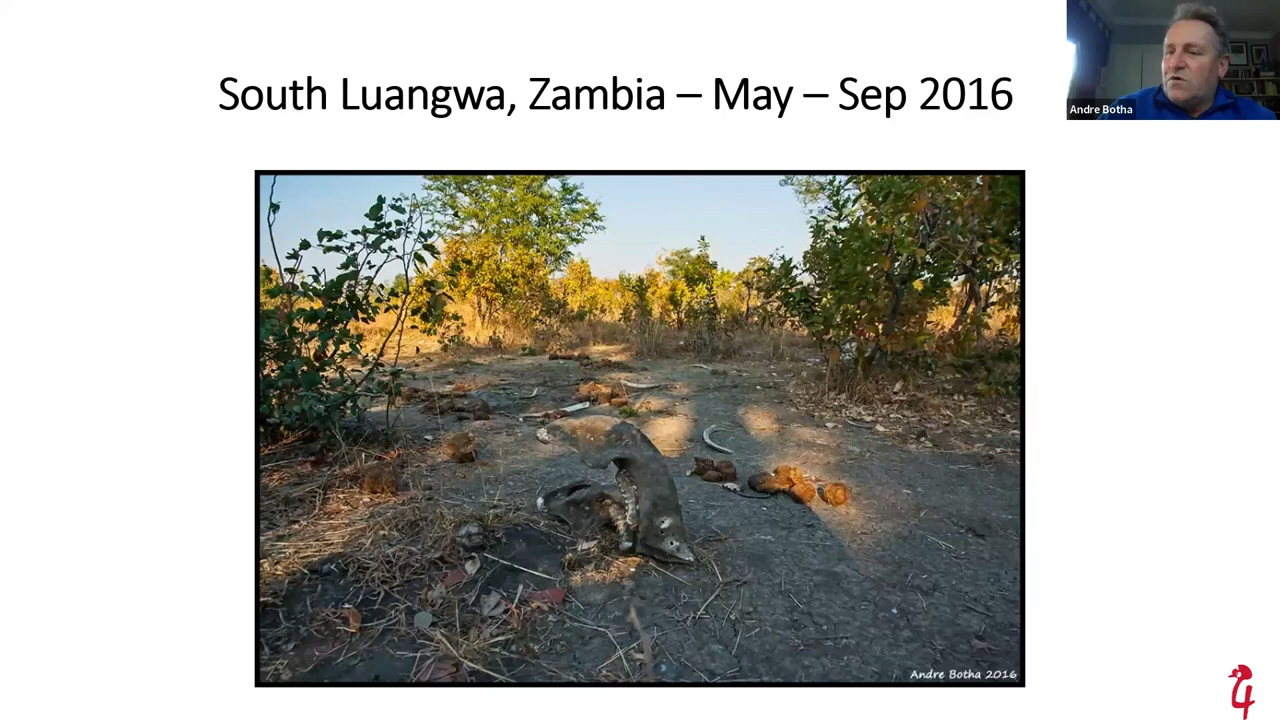 South Luangwa, Zambia – May – Sep 2016
Andre Botha
Andre Botha 2016